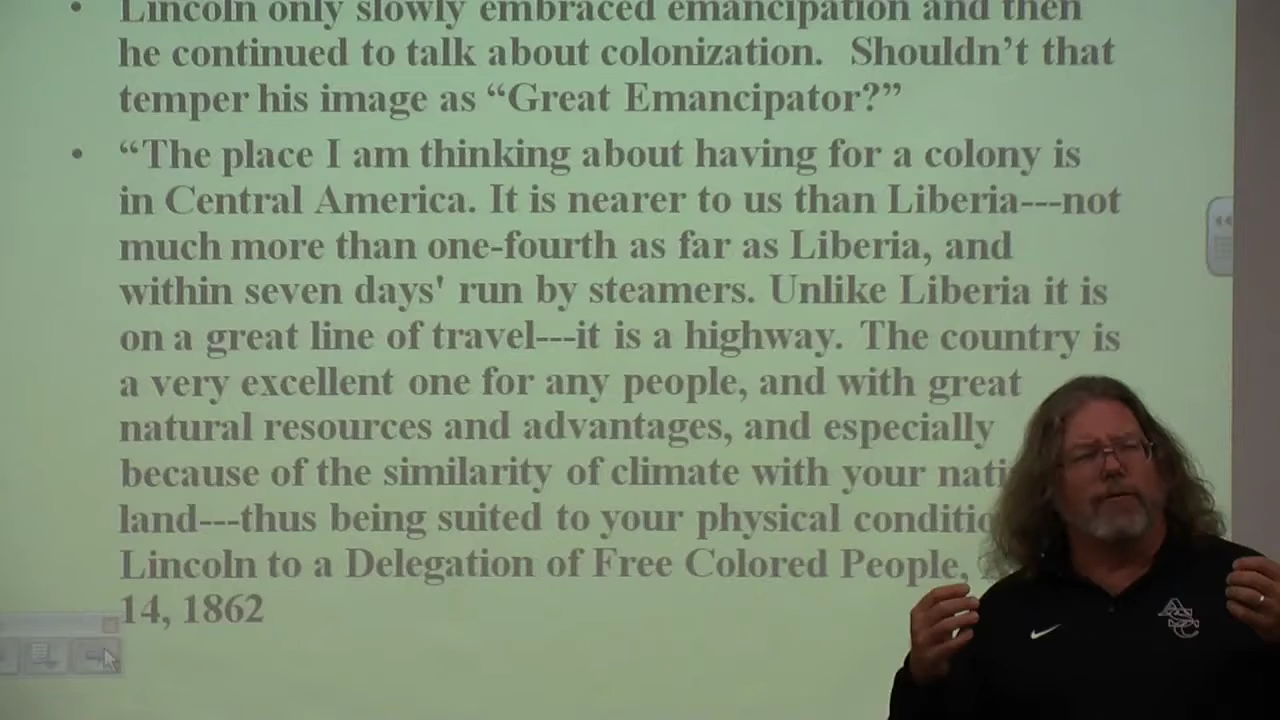 • Lincoln only slowly embraced emancipation and then
he continued to talk about colonization.  Shouldn’t that
temper his image as “Great Emancipator?”
• “The place I am thinking about having for a colony is
in Central America. It is nearer to us than Liberia---not
much more than one-fourth as far as Liberia, and
within seven days' run by steamers. Unlike Liberia it is
on a great line of travel---it is a highway.  The country is
a very excellent one for any people, and with great
natural resources and advantages, and especially
because of the similarity of climate with your nati
land---thus being suited to your physical conditio
Lincoln to a Delegation of Free Colored People,
14, 1862
ASC